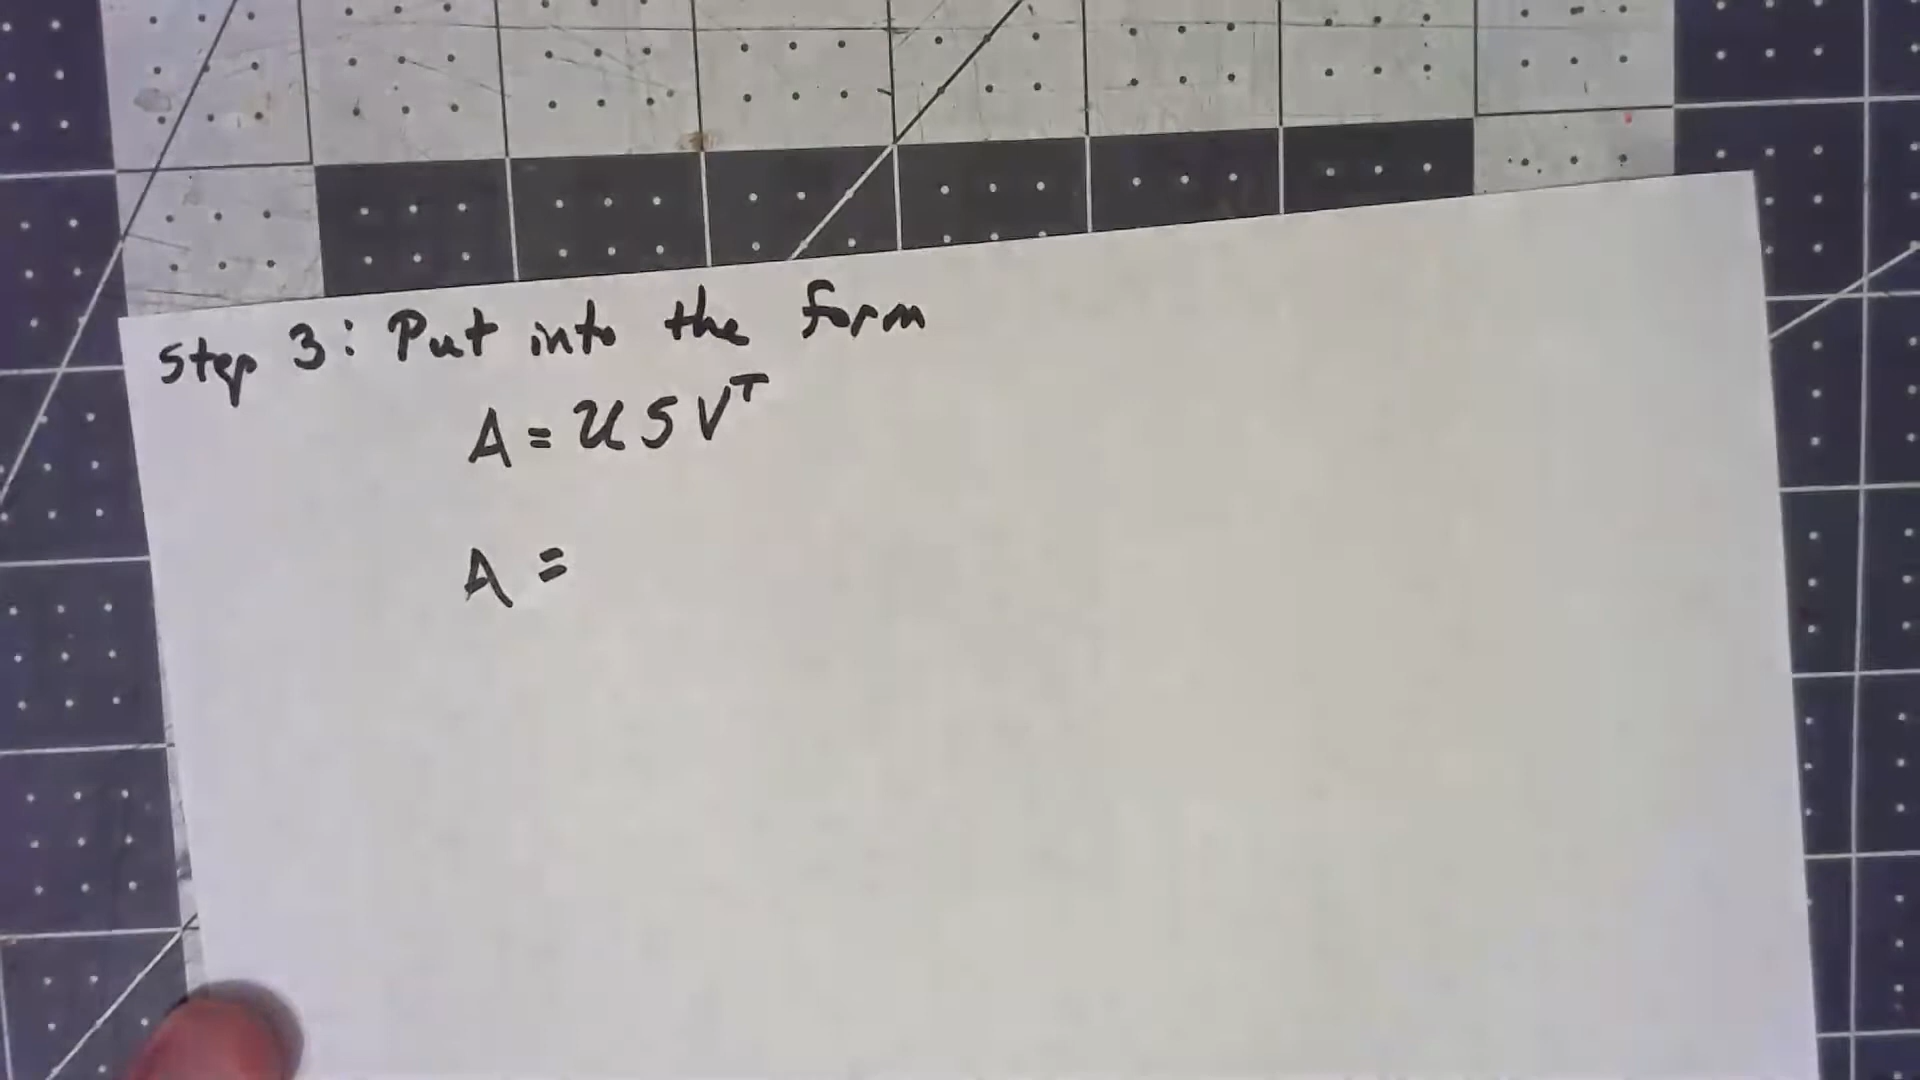 Step 3: Put into the form
A = USVᵀ
A =